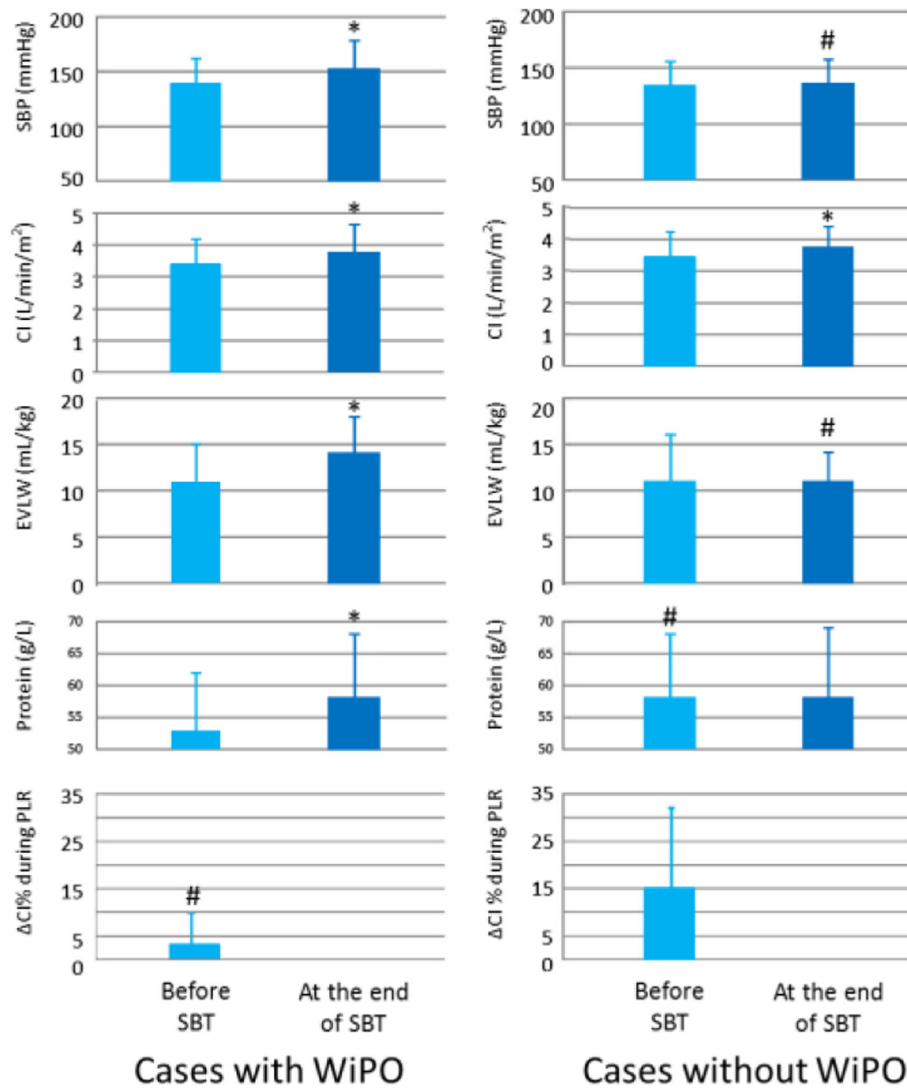 SBP (mmHg)
200
150
100
50
*
SBP (mmHg)
200
150
100
50
#
CI (L/min/m²)
5
4
3
2
1
0
*
CI (L/min/m²)
5
4
3
2
1
0
*
EVLW (mL/kg)
20
15
10
5
0
*
EVLW (mL/kg)
20
15
10
5
0
#
Protein (g/L)
70
65
60
55
50
*
Protein (g/L)
70
65
60
55
50
#
ΔCI% during PLR
35
25
15
5
0
#
ΔCI % during PLR
35
25
15
5
0
Before
SBT
At the end
of SBT
Before
SBT
At the end
of SBT
Cases with WiPO
Cases without WiPO